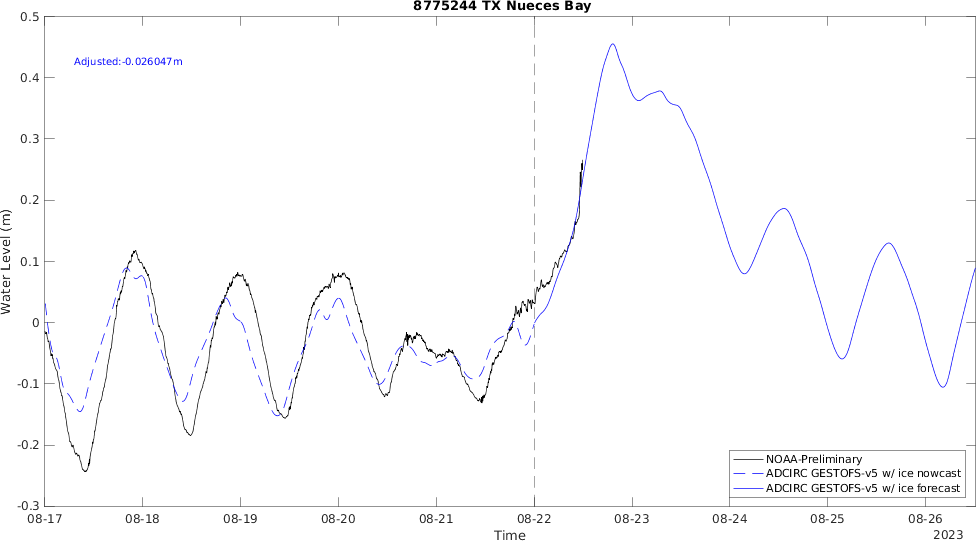 8775244 TX Nueces Bay
0.5
Adjusted:-0.026047m
0.4
0.3
0.2
0.1
0
-0.1
-0.2
-0.3
Water Level (m)
NOAA-Preliminary
ADCIRC GESTOFS-v5 w/ ice nowcast
ADCIRC GESTOFS-v5 w/ ice forecast
08-17 08-18 08-19 08-20 08-21 08-22 08-23 08-24 08-25 08-26
Time
2023